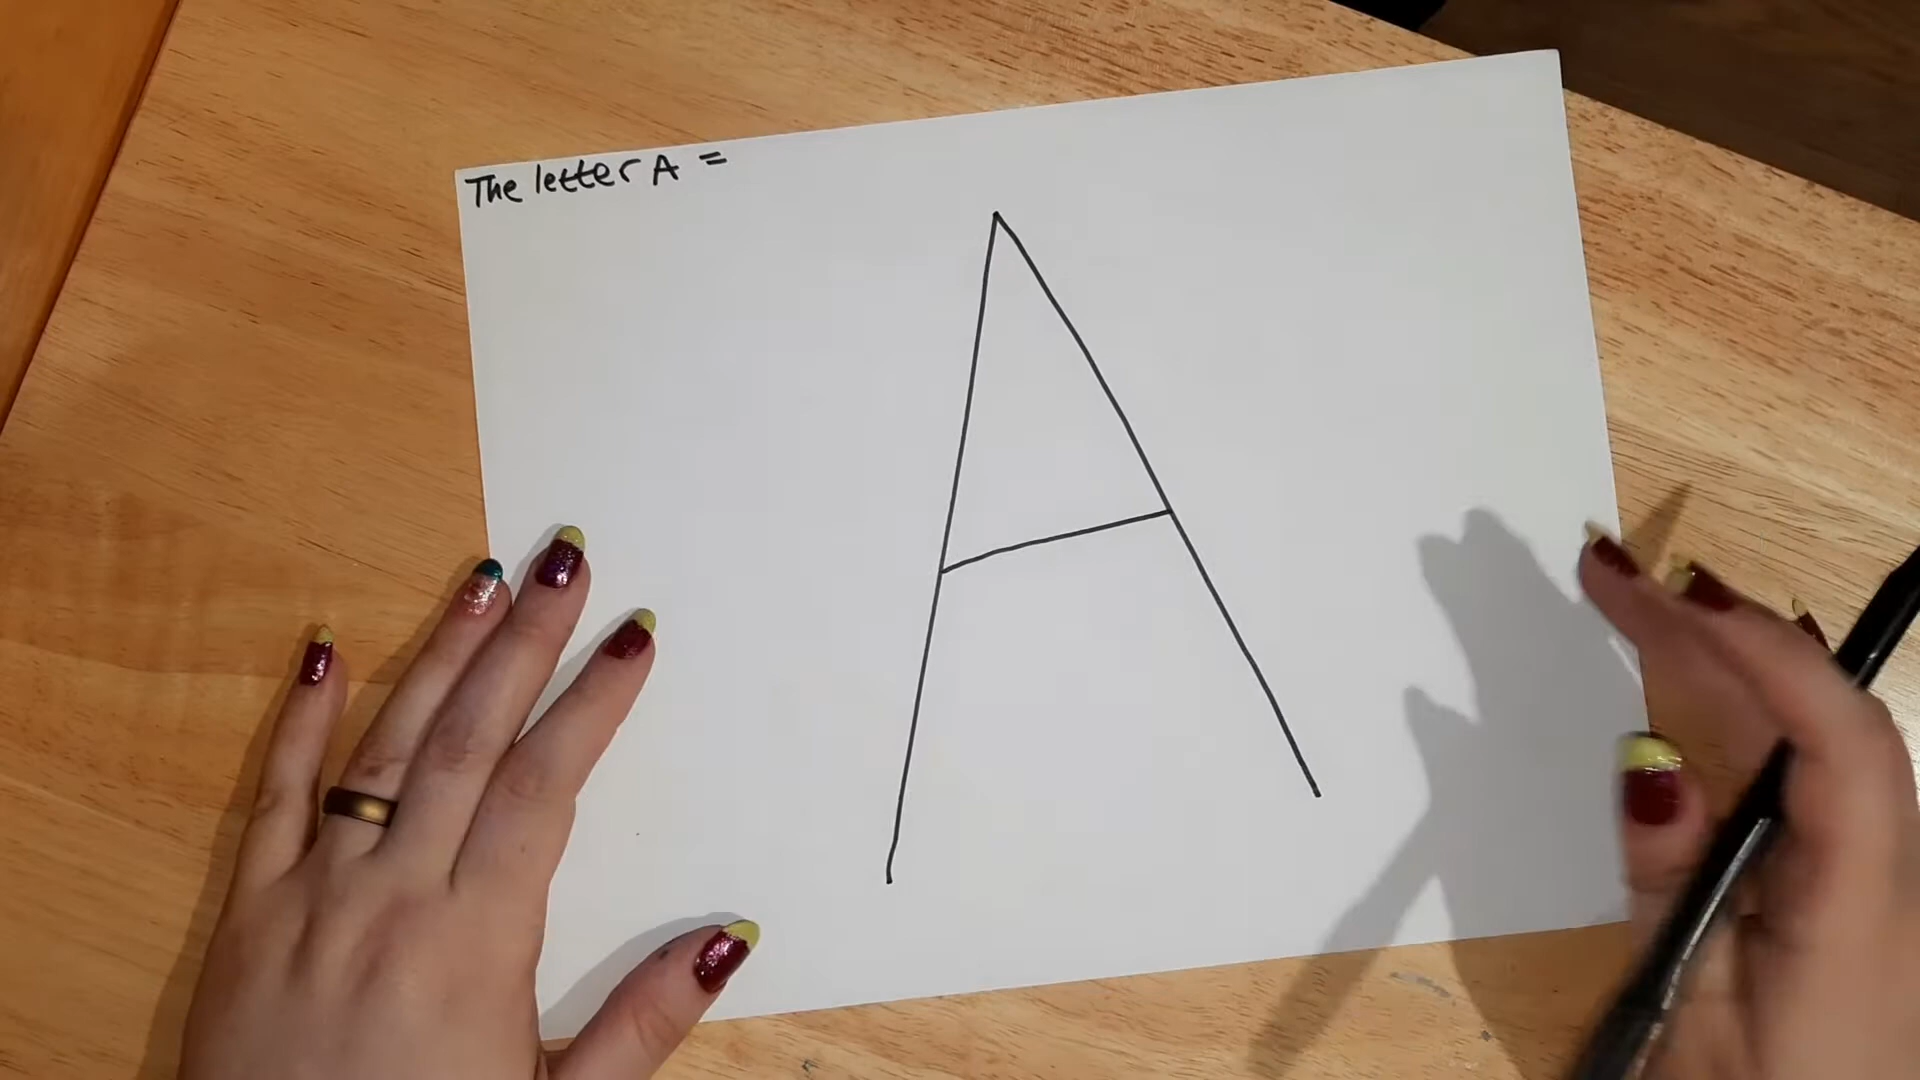 The letter A =
A